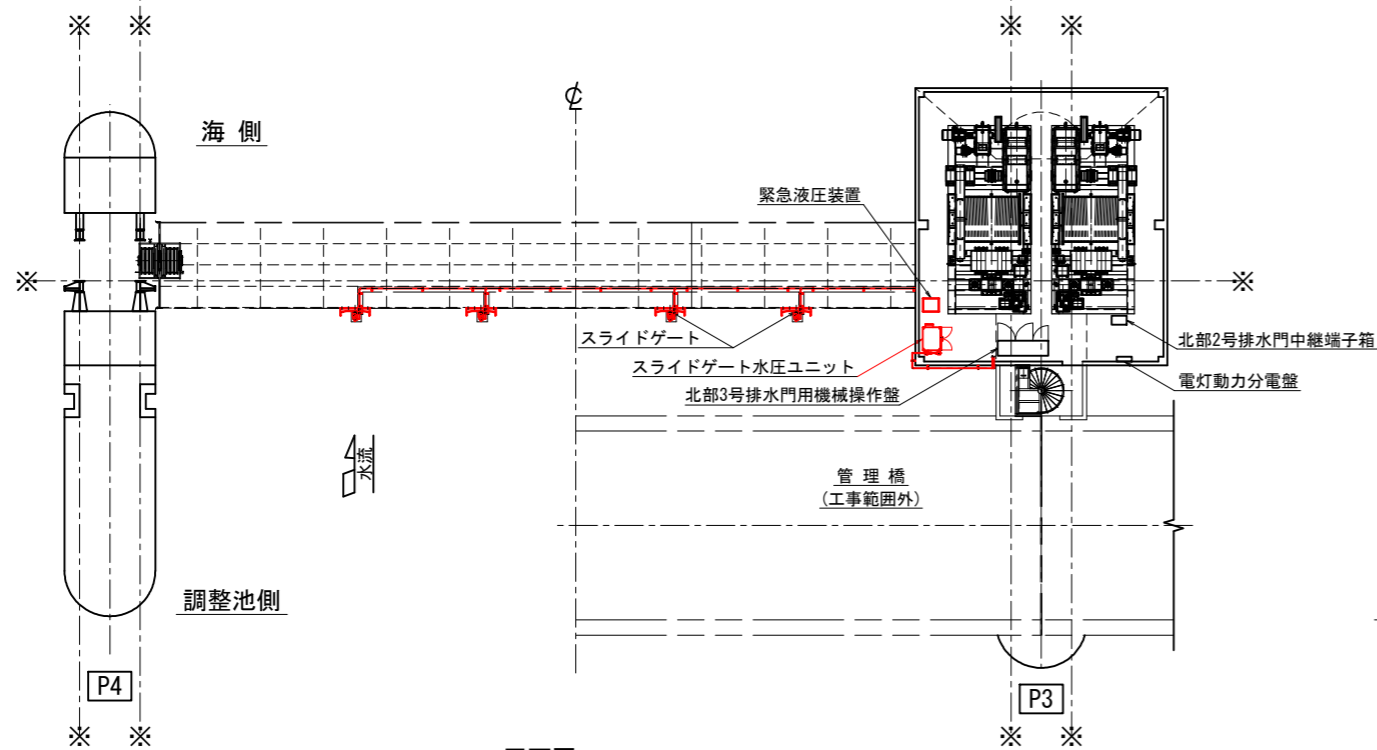 ※ ※ ※ ※
海 側
℄
緊急液圧装置
※ ※
スライドゲート
北部2号排水門中継端子箱
スライドゲート水圧ユニット
電灯動力分電盤
北部3号排水門用機械操作盤
水流
管 理 橋
(工事範囲外)
調整池側
P4
P3
※ ※ ※ ※